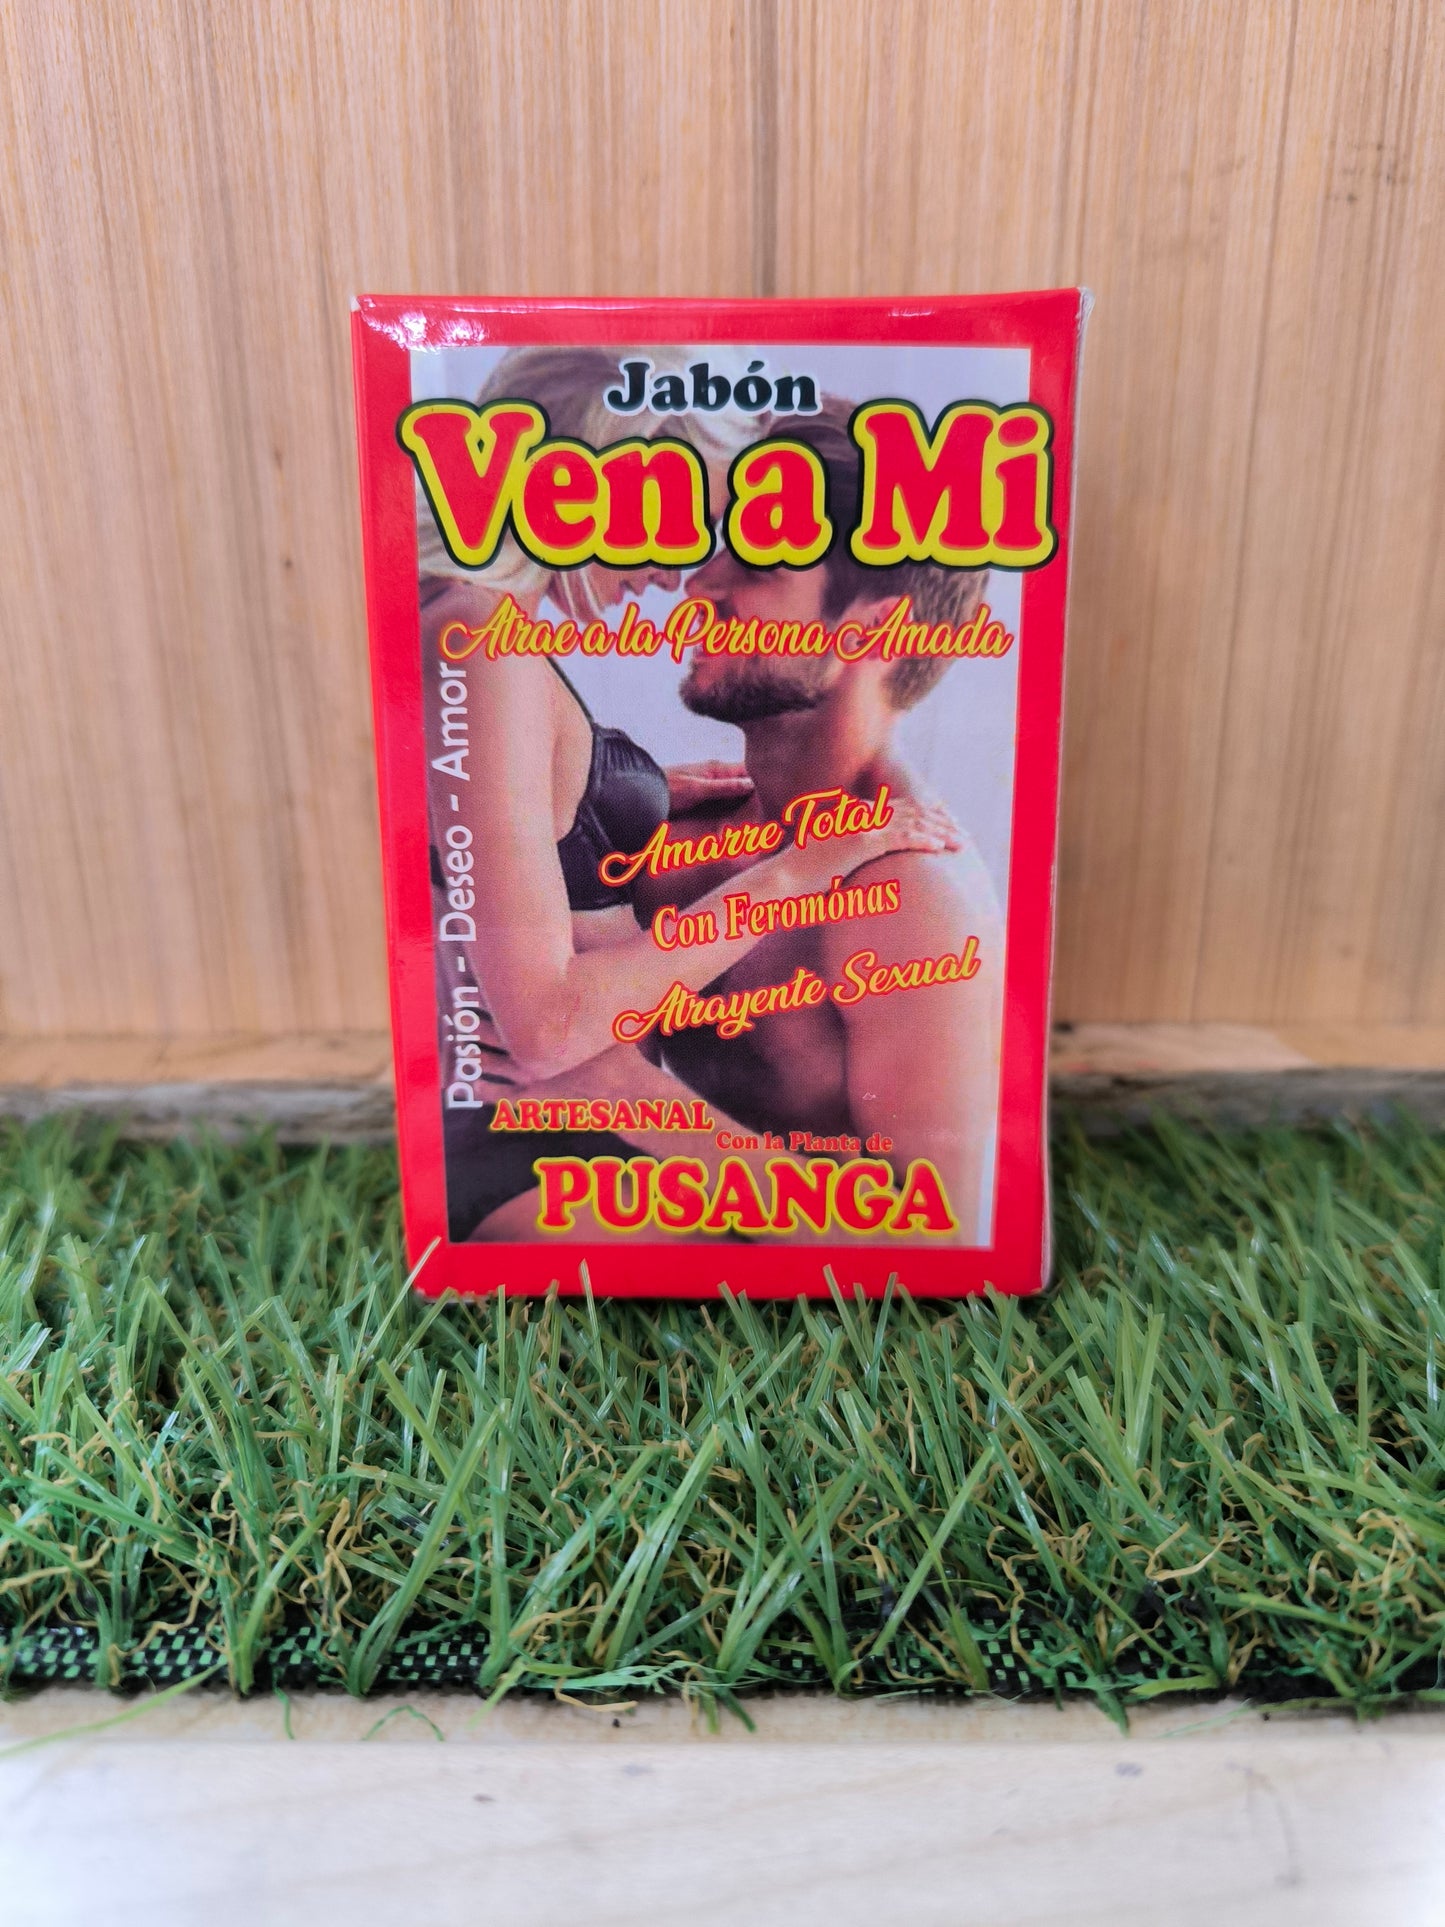 Jabón
Ven a Mi
Atrae a la Persona Amada
Pasión - Deseo - Amor
Amarre Total
Con Feromónas
Atrayente Sexual
ARTESANAL
Con la Planta de
PUSANGA